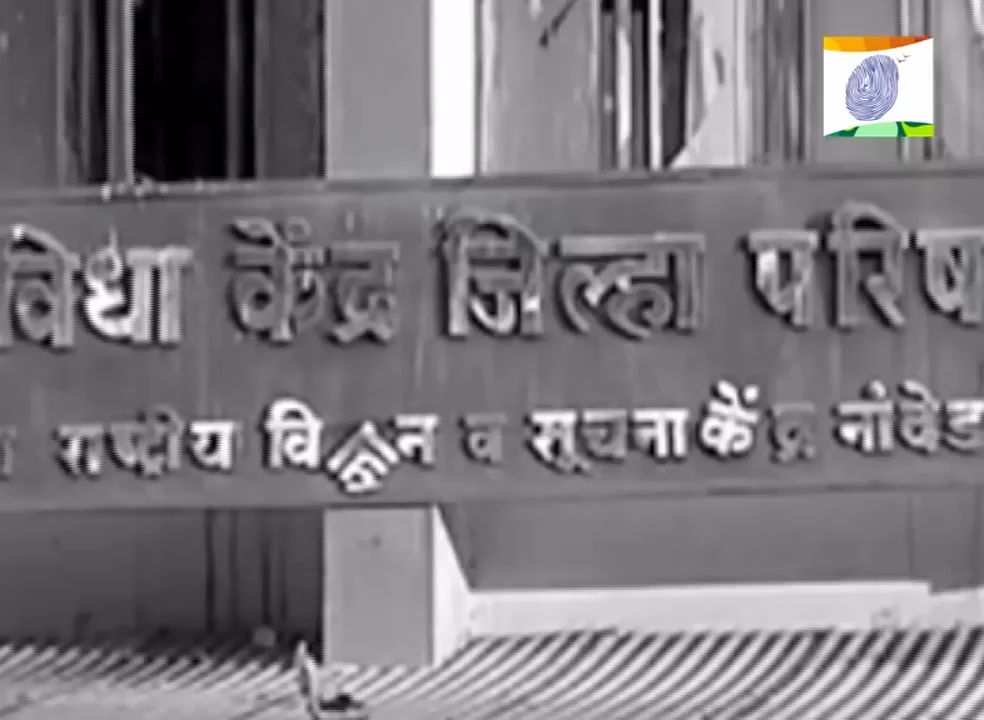 विधा केंद्र जिल्हा परिष
राष्ट्रीय विज्ञान व सूचना केंद्र नांदेड